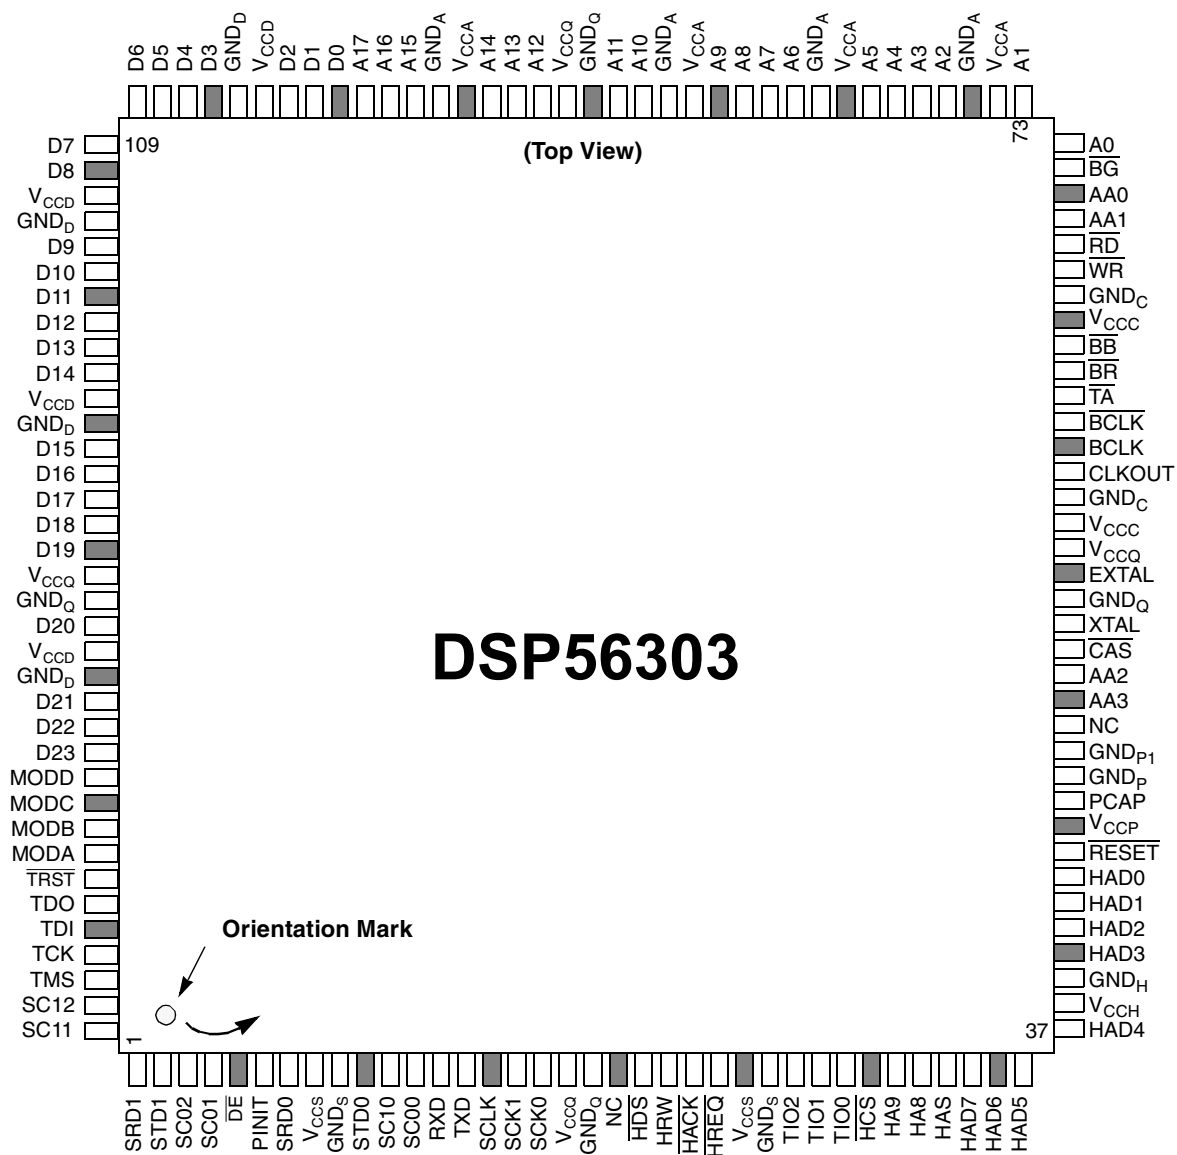 D6
D5
D4
D3
GNDD
VCCD
D2
D1
D0
A17
A16
A15
GNDA
VCCA
A14
A13
A12
VCCQ
GNDQ
A11
A10
GNDA
VCCA
A9
A8
A7
A6
GNDA
VCCA
A5
A4
A3
A2
GNDA
VCCA
A1
D7
D8
VCCD
GNDD
D9
D10
D11
D12
D13
D14
VCCD
GNDD
D15
D16
D17
D18
D19
VCCQ
GNDQ
D20
VCCD
GNDD
D21
D22
D23
MODD
MODC
MODB
MODA
TRST
TDO
TDI
TCK
TMS
SC12
SC11
109
(Top View)
73
DSP56303
Orientation Mark
1
37
A0
BG
AA0
AA1
RD
WR
GNDC
VCCC
BB
BR
TA
BCLK
BCLK
CLKOUT
GNDC
VCCC
VCCQ
EXTAL
GNDQ
XTAL
CAS
AA2
AA3
NC
GNDP1
GNDP
PCAP
VCCP
RESET
HAD0
HAD1
HAD2
HAD3
GNDH
VCCH
HAD4
SRD1
STD1
SC02
SC01
DE
PINIT
SRD0
VCCS
GNDS
STD0
SC10
SC00
RXD
TXD
SCLK
SCK1
SCK0
VCCQ
GNDQ
NC
HDS
HRW
HACK
HREQ
VCCS
GNDS
TIO2
TIO1
TIO0
HCS
HA9
HA8
HAS
HAD7
HAD6
HAD5